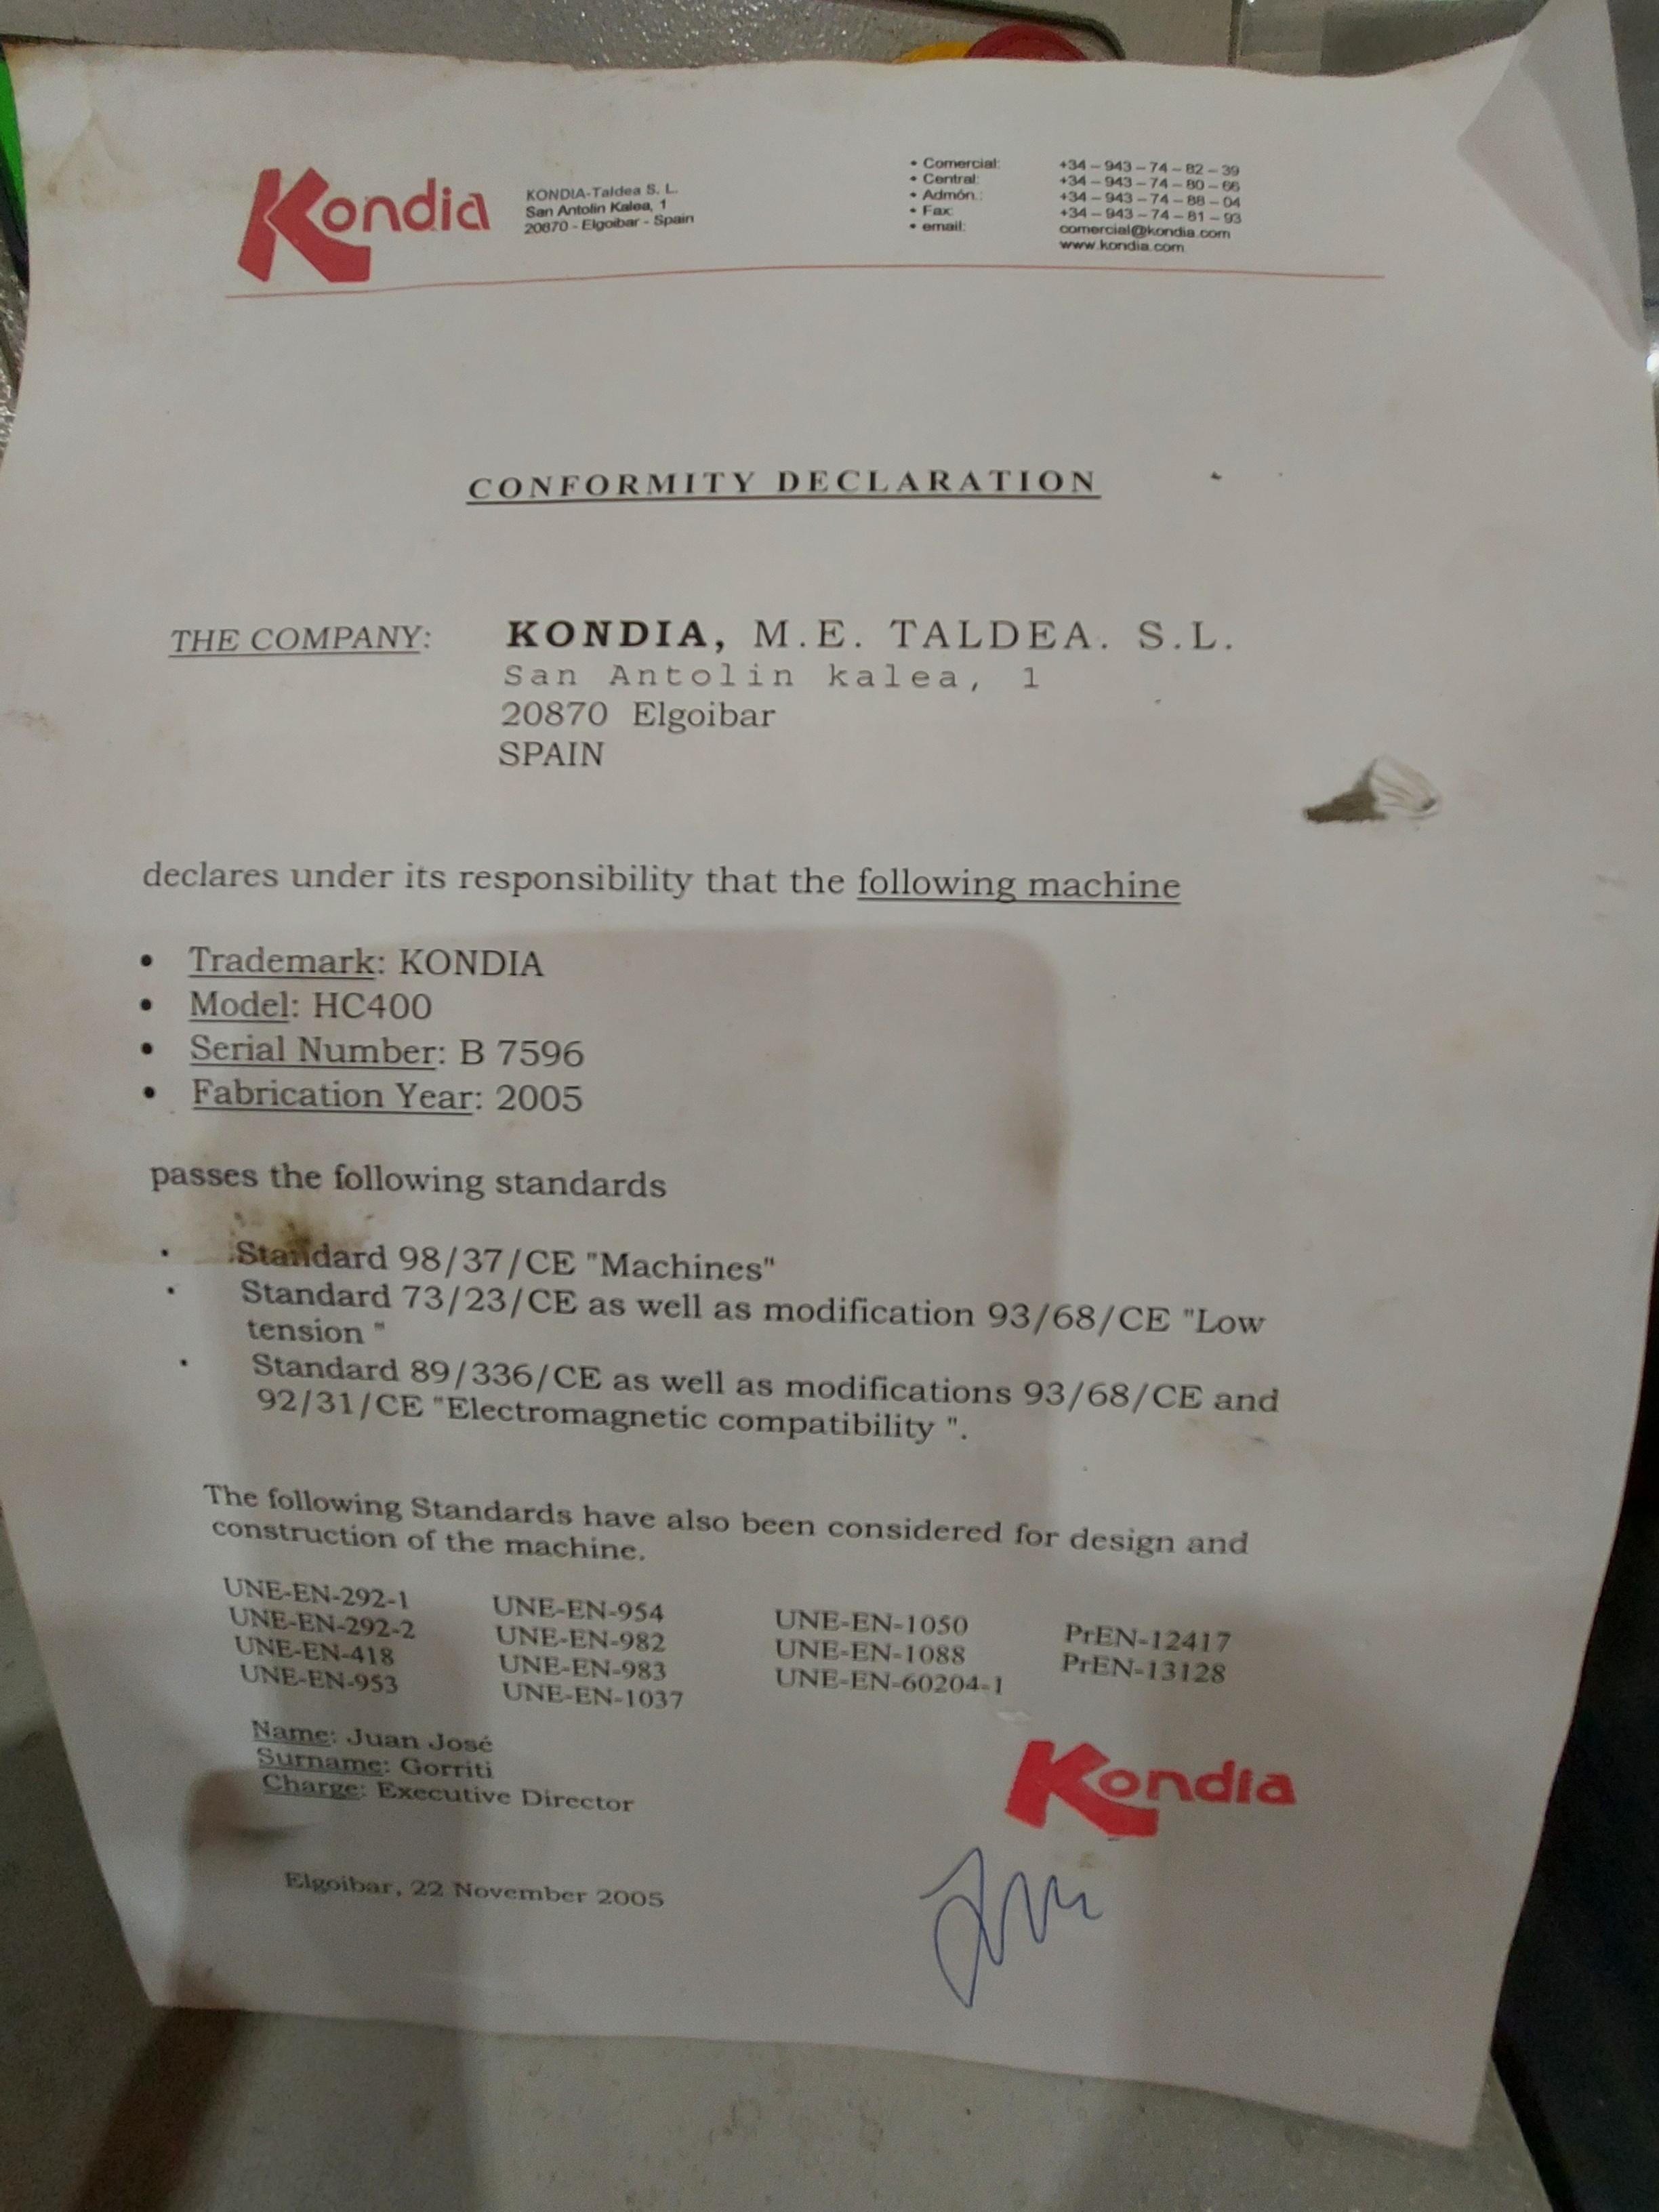 Kondia
KONDIA-Taldea S. L.
San Antolin Kalea, 1
20870 - Elgoibar - Spain
• Comercial: +34 – 943 – 74 – 82 – 39
• Central: +34 – 943 – 74 – 80 – 66
• Admón.: +34 – 943 – 74 – 88 – 04
• Fax: +34 – 943 – 74 – 81 – 93
• email: comercial@kondia.com
www.kondia.com
CONFORMITY DECLARATION
THE COMPANY: KONDIA, M.E. TALDEA. S.L.
San Antolin kalea, 1
20870 Elgoibar
SPAIN
declares under its responsibility that the following machine
• Trademark: KONDIA
• Model: HC400
• Serial Number: B 7596
• Fabrication Year: 2005
passes the following standards
· Standard 98/37/CE "Machines"
· Standard 73/23/CE as well as modification 93/68/CE "Low
tension "
· Standard 89/336/CE as well as modifications 93/68/CE and
92/31/CE "Electromagnetic compatibility ".
The following Standards have also been considered for design and
construction of the machine.
UNE-EN-292-1 UNE-EN-954 UNE-EN-1050 PrEN-12417
UNE-EN-292-2 UNE-EN-982 UNE-EN-1088 PrEN-13128
UNE-EN-418 UNE-EN-983 UNE-EN-60204-1
UNE-EN-953 UNE-EN-1037
Name: Juan José
Surname: Gorriti
Charge: Executive Director
Kondia
Elgoibar, 22 November 2005